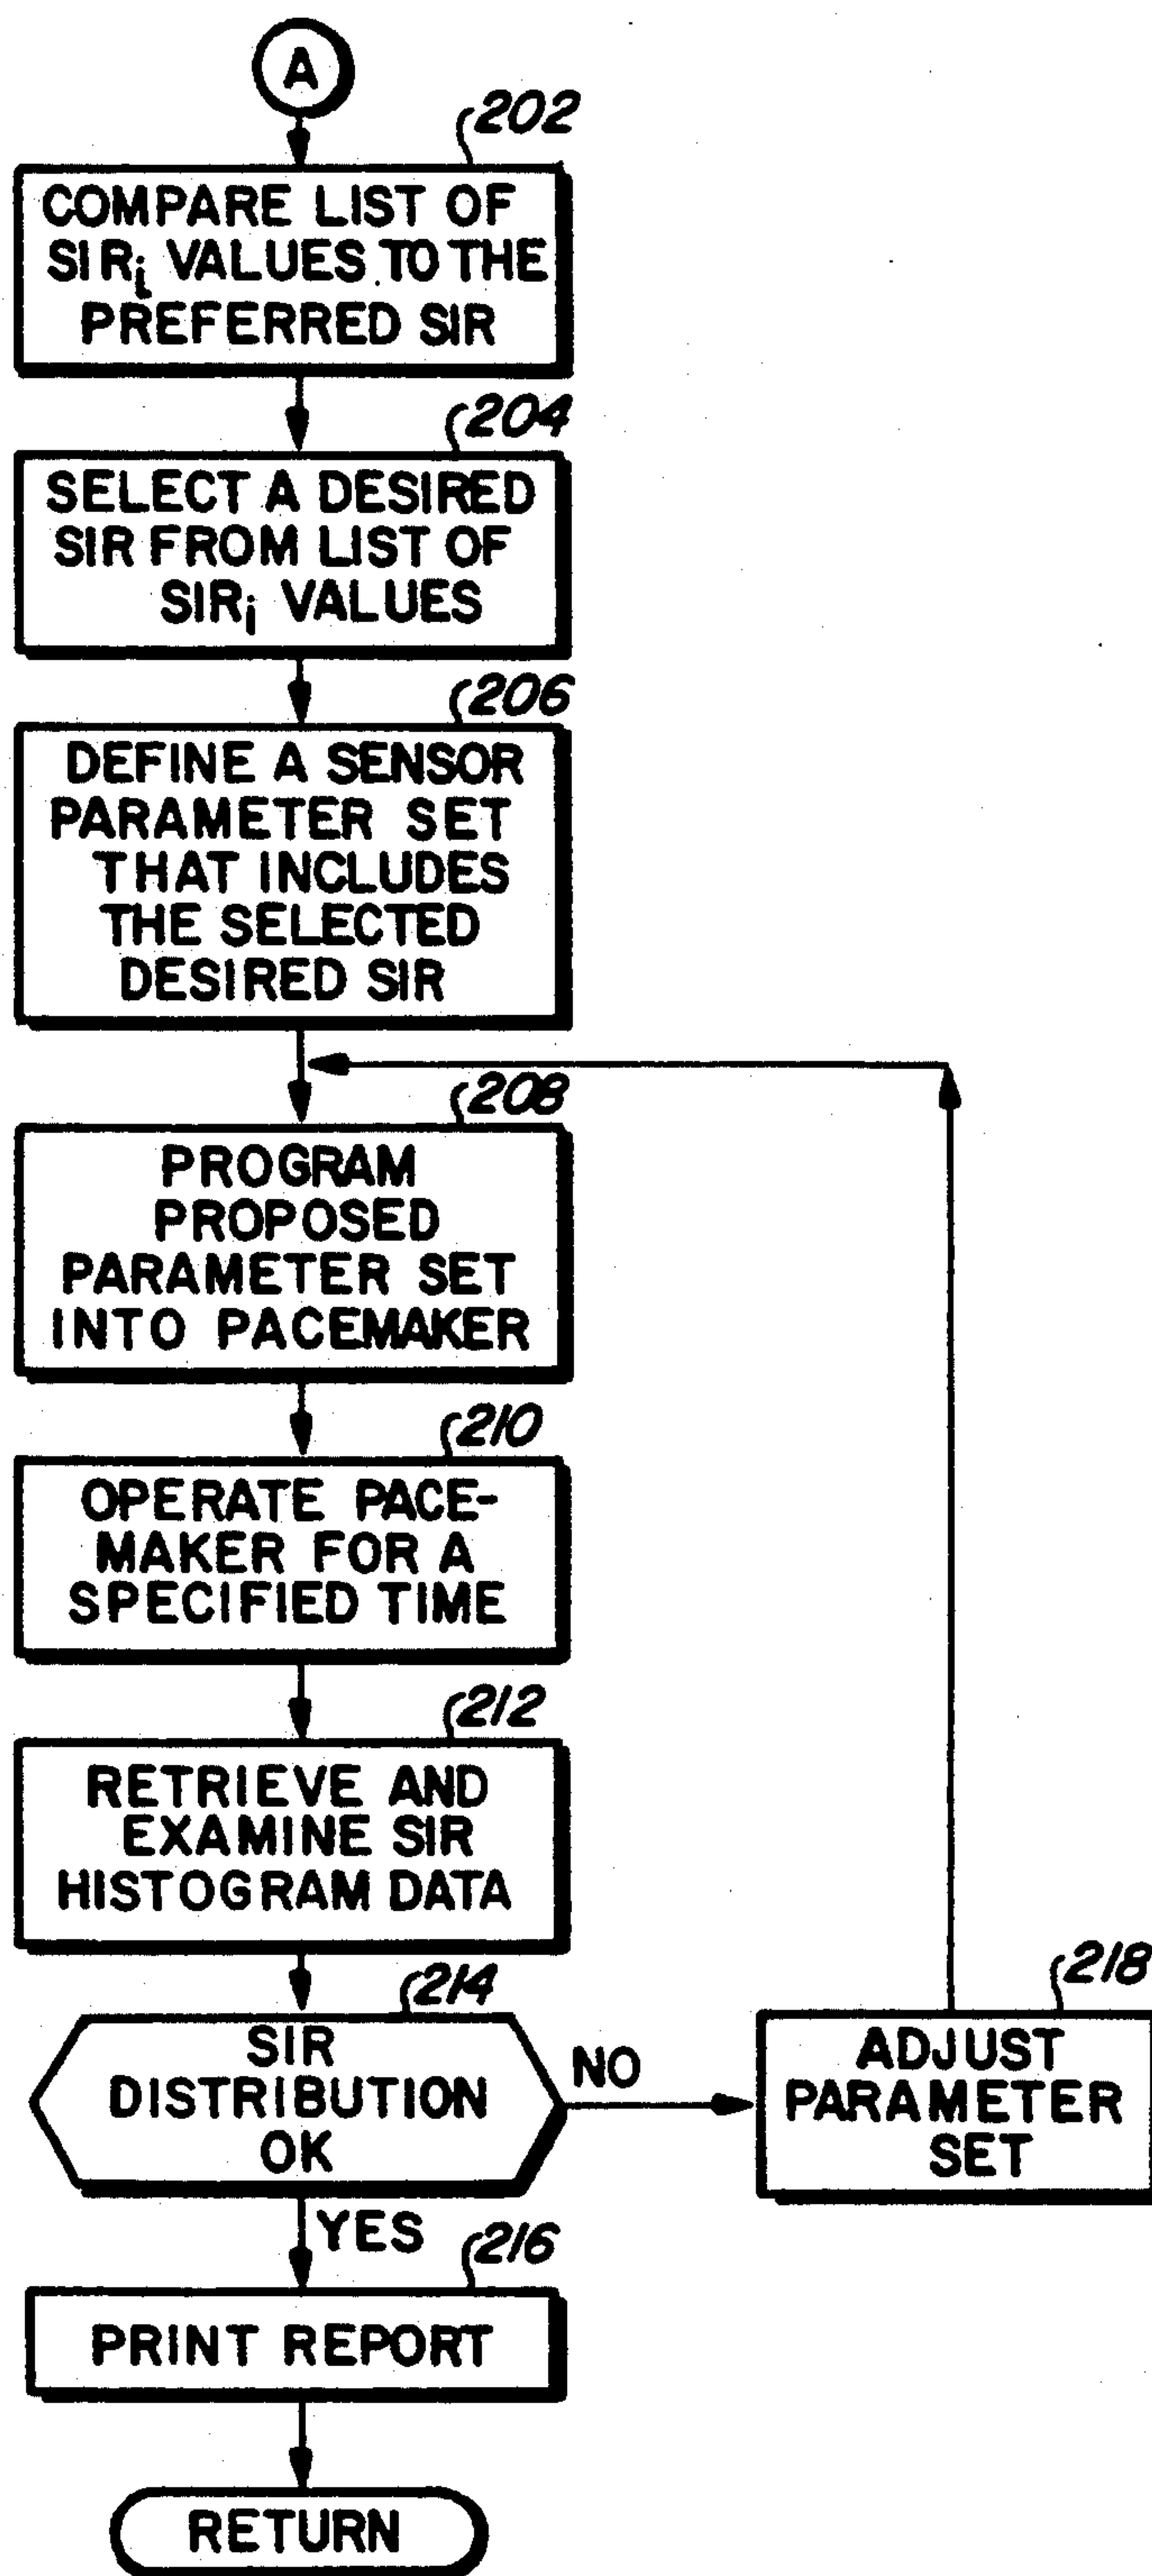 A
202
COMPARE LIST OF
SIRi VALUES TO THE
PREFERRED SIR
204
SELECT A DESIRED
SIR FROM LIST OF
SIRi VALUES
206
DEFINE A SENSOR
PARAMETER SET
THAT INCLUDES
THE SELECTED
DESIRED SIR
208
PROGRAM
PROPOSED
PARAMETER SET
INTO PACEMAKER
210
OPERATE PACE-
MAKER FOR A
SPECIFIED TIME
212
RETRIEVE AND
EXAMINE SIR
HISTOGRAM DATA
214
SIR
DISTRIBUTION
OK
NO
218
ADJUST
PARAMETER
SET
YES
216
PRINT REPORT
RETURN